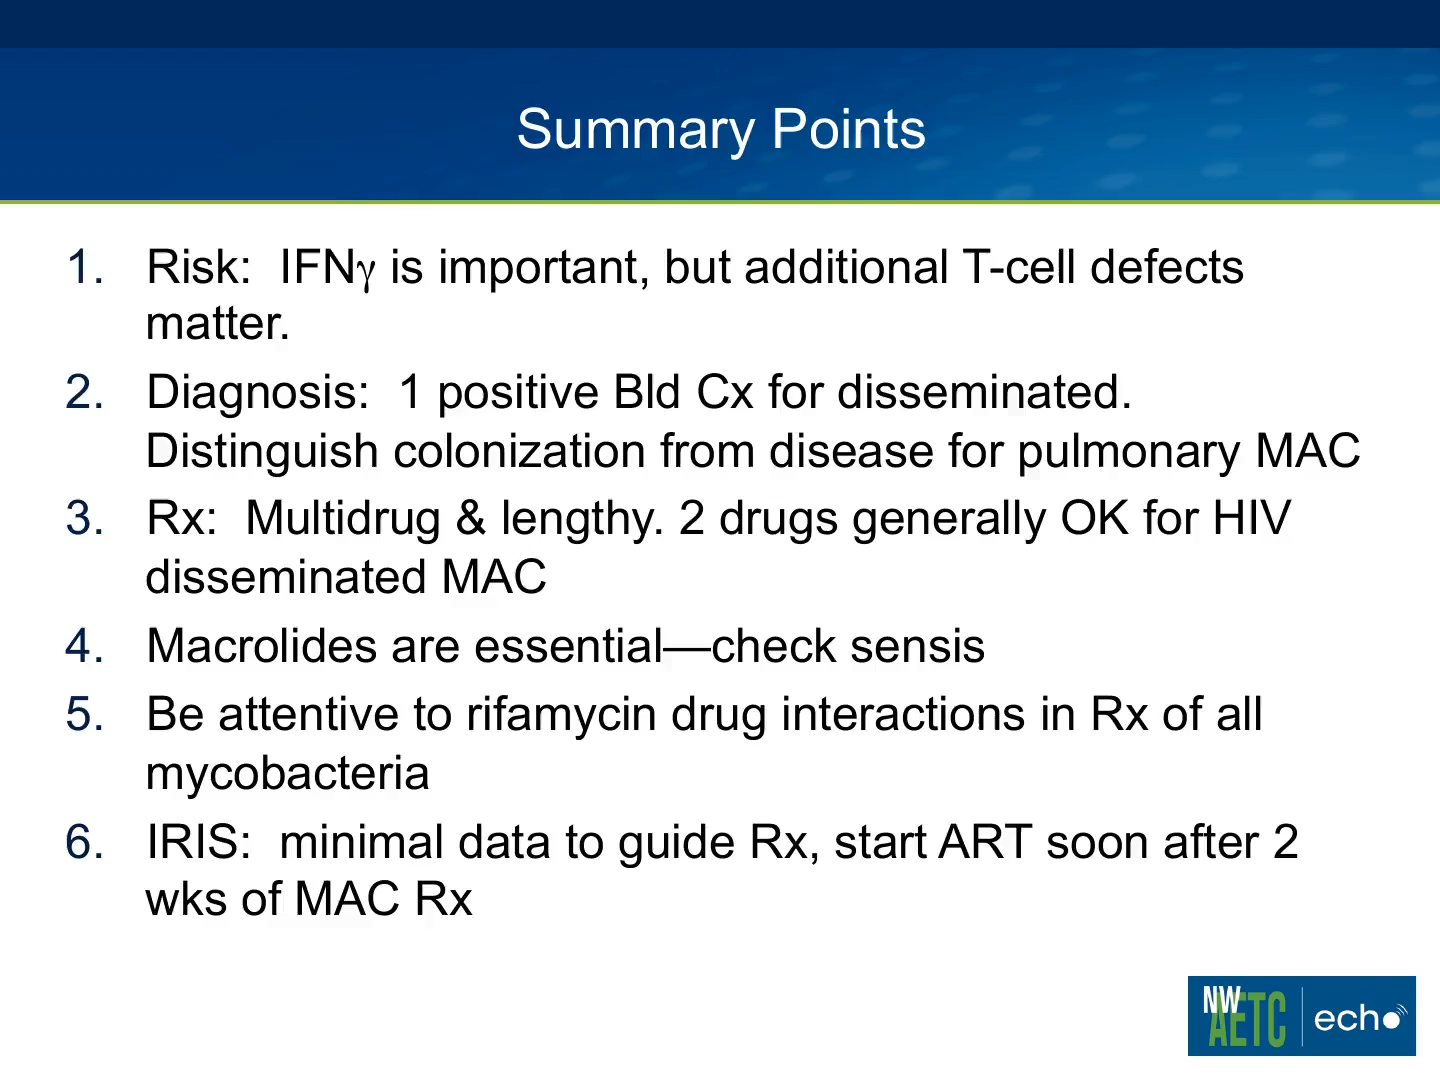 Summary Points
1. Risk:  IFNγ is important, but additional T-cell defects
matter.
2. Diagnosis:  1 positive Bld Cx for disseminated.
Distinguish colonization from disease for pulmonary MAC
3. Rx:  Multidrug & lengthy. 2 drugs generally OK for HIV
disseminated MAC
4. Macrolides are essential—check sensis
5. Be attentive to rifamycin drug interactions in Rx of all
mycobacteria
6. IRIS:  minimal data to guide Rx, start ART soon after 2
wks of MAC Rx
NW
AETC
echo